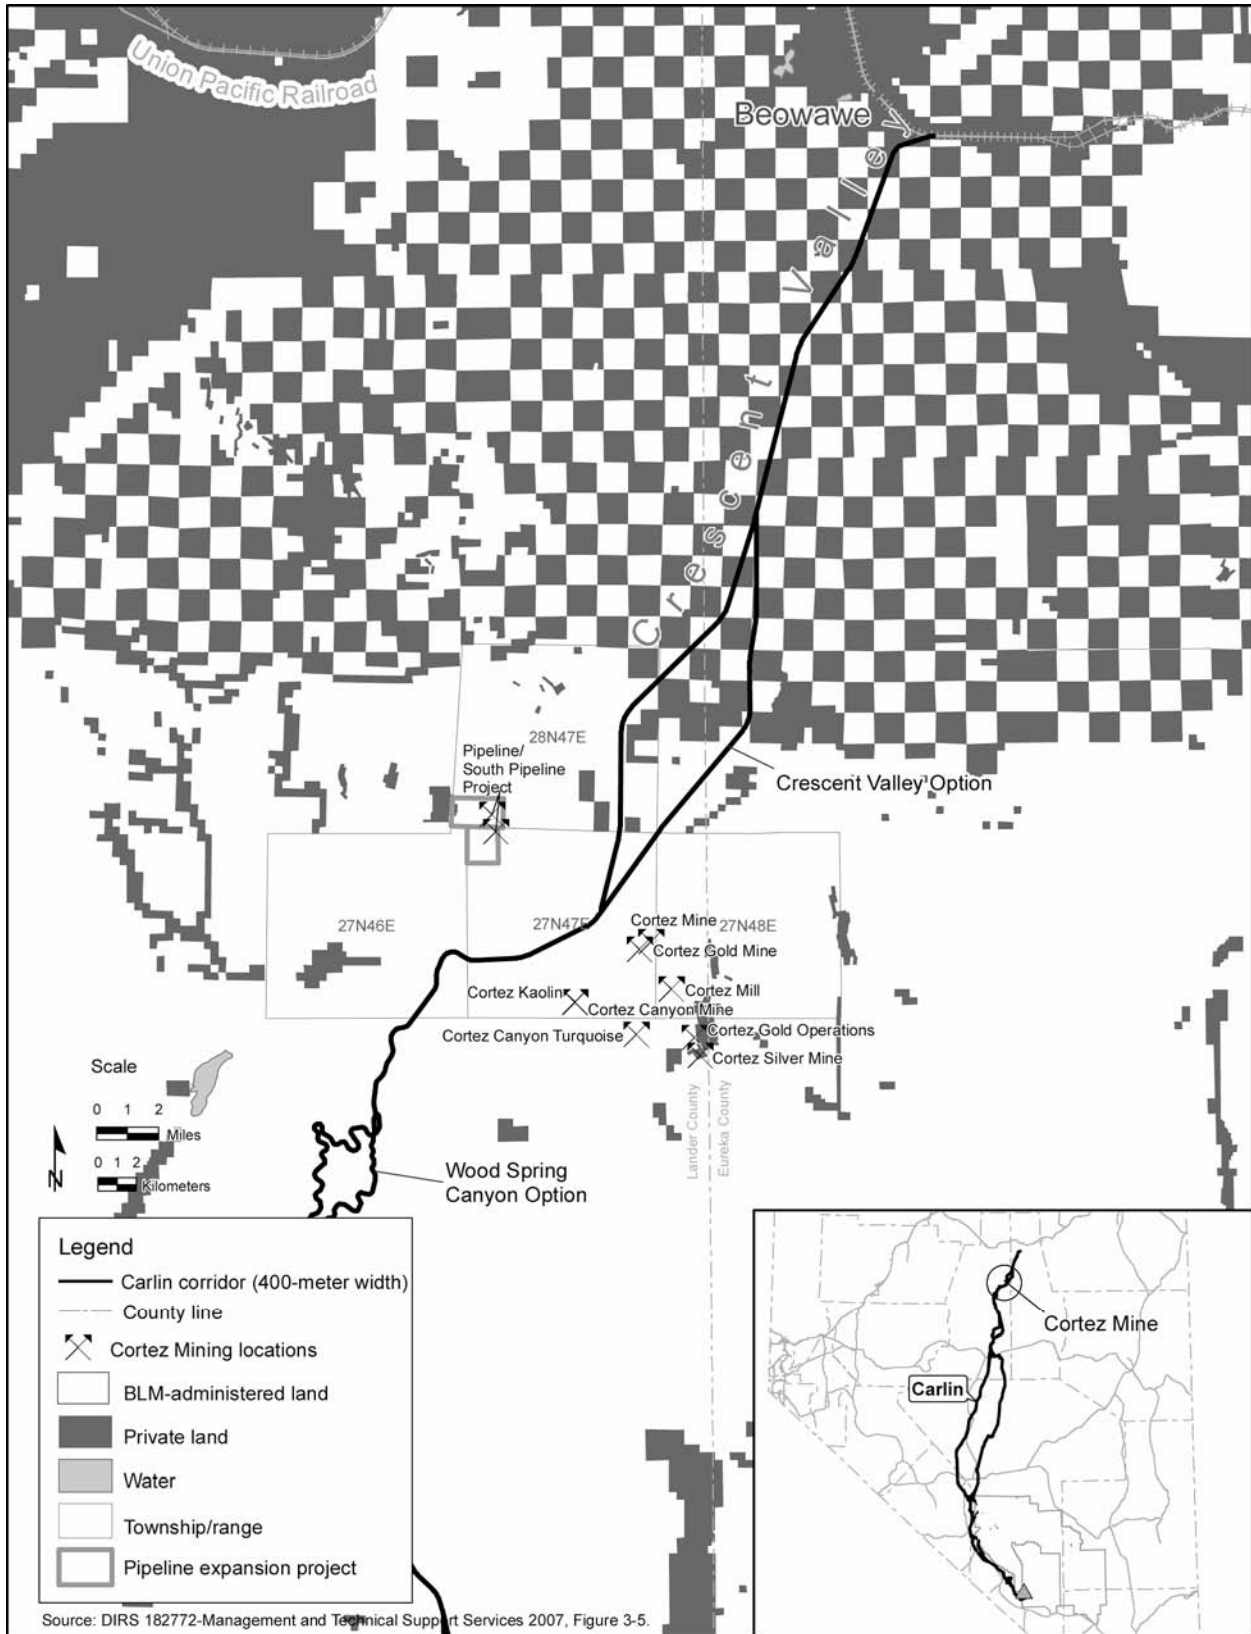 Union Pacific Railroad
Beowawe
Crescent Valley
28N47E
Pipeline/
South Pipeline
Project
Crescent Valley Option
27N46E
27N47E
Cortez Mine
27N48E
Cortez Gold Mine
Cortez Kaolin
Cortez Mill
Cortez Canyon Mine
Cortez Canyon Turquoise
Cortez Gold Operations
Cortez Silver Mine
Scale
0 1 2
Miles
0 1 2
Kilometers
N
Lander County
Eureka County
Wood Spring
Canyon Option
Legend
Carlin corridor (400-meter width)
County line
Cortez Mining locations
BLM-administered land
Private land
Water
Township/range
Pipeline expansion project
Cortez Mine
Carlin
Source: DIRS 182772-Management and Technical Support Services 2007, Figure 3-5.